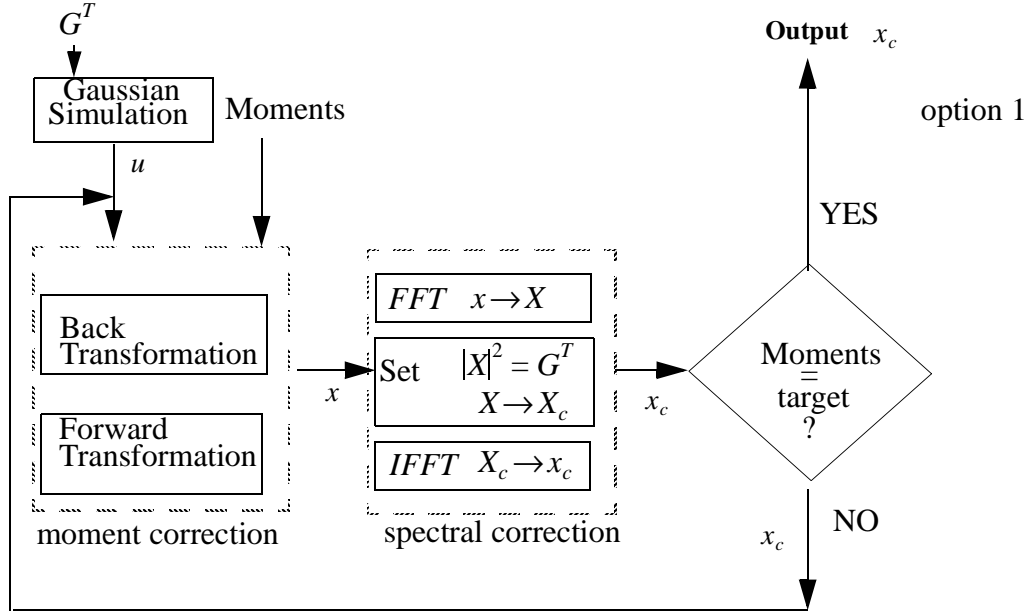 G^T
Gaussian
Simulation
Moments
u
Output x_c
option 1
YES
Back
Transformation
Forward
Transformation
moment correction
x
FFT x → X
Set |X|^2 = G^T
X → X_c
IFFT X_c → x_c
spectral correction
x_c
Moments
=
target
?
NO
x_c